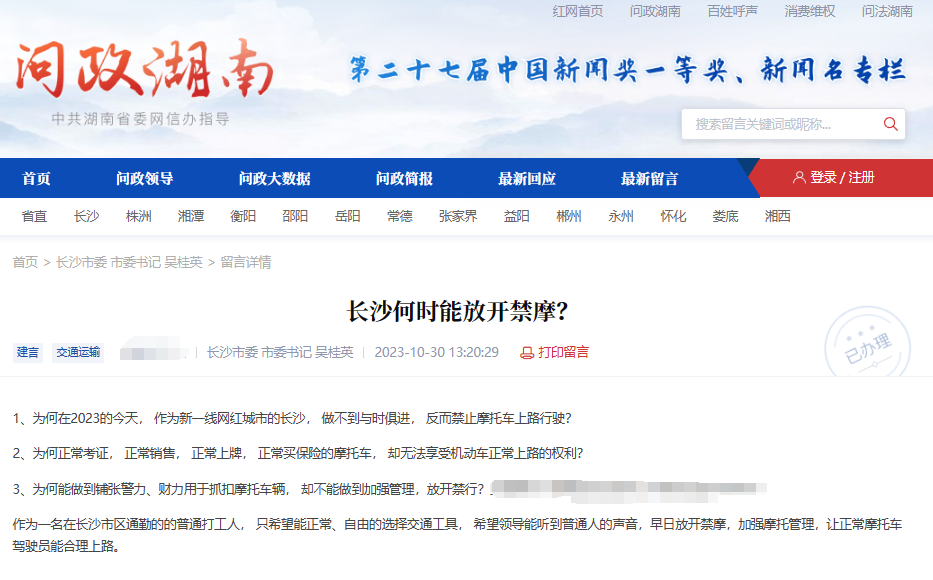 红网首页 问政湖南 百姓呼声 消费维权 问法湖南
问政湖南
第二十七届中国新闻奖一等奖、新闻名专栏
中共湖南省委网信办指导
搜索留言关键词或昵称...
首页 问政领导 问政大数据 问政简报 最新回应 最新留言 登录 / 注册
省直 长沙 株洲 湘潭 衡阳 邵阳 岳阳 常德 张家界 益阳 郴州 永州 怀化 娄底 湘西
首页 > 长沙市委 市委书记 吴桂英 > 留言详情
长沙何时能放开禁摩?
已办理
建言 交通运输 | 长沙市委 市委书记 吴桂英 | 2023-10-30 13:20:29 打印留言
1、为何在2023的今天， 作为新一线网红城市的长沙， 做不到与时俱进， 反而禁止摩托车上路行驶?
2、为何正常考证， 正常销售， 正常上牌， 正常买保险的摩托车， 却无法享受机动车正常上路的权利?
3、为何能做到铺张警力、财力用于抓扣摩托车辆， 却不能做到加强管理，放开禁行?
作为一名在长沙市区通勤的的普通打工人， 只希望能正常、自由的选择交通工具， 希望领导能听到普通人的声音，早日放开禁摩，加强摩托管理，让正常摩托车
驾驶员能合理上路。